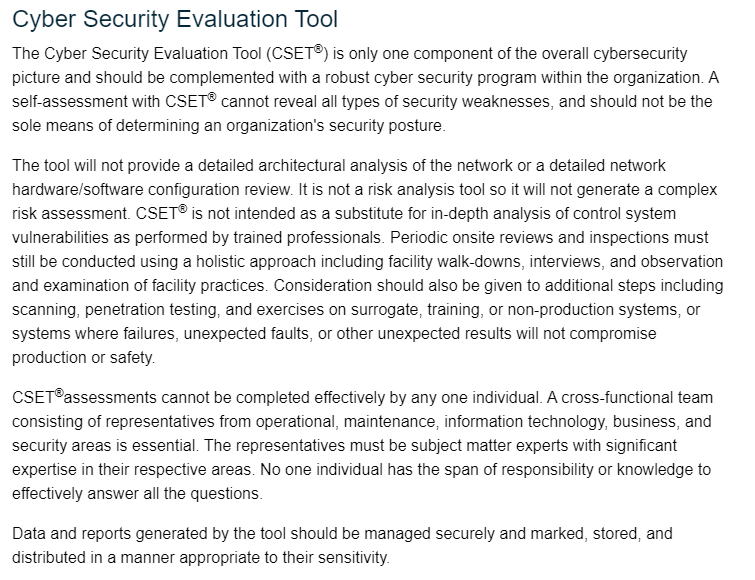 Cyber Security Evaluation Tool
The Cyber Security Evaluation Tool (CSET®) is only one component of the overall cybersecurity
picture and should be complemented with a robust cyber security program within the organization. A
self-assessment with CSET® cannot reveal all types of security weaknesses, and should not be the
sole means of determining an organization's security posture.
The tool will not provide a detailed architectural analysis of the network or a detailed network
hardware/software configuration review. It is not a risk analysis tool so it will not generate a complex
risk assessment. CSET® is not intended as a substitute for in-depth analysis of control system
vulnerabilities as performed by trained professionals. Periodic onsite reviews and inspections must
still be conducted using a holistic approach including facility walk-downs, interviews, and observation
and examination of facility practices. Consideration should also be given to additional steps including
scanning, penetration testing, and exercises on surrogate, training, or non-production systems, or
systems where failures, unexpected faults, or other unexpected results will not compromise
production or safety.
CSET®assessments cannot be completed effectively by any one individual. A cross-functional team
consisting of representatives from operational, maintenance, information technology, business, and
security areas is essential. The representatives must be subject matter experts with significant
expertise in their respective areas. No one individual has the span of responsibility or knowledge to
effectively answer all the questions.
Data and reports generated by the tool should be managed securely and marked, stored, and
distributed in a manner appropriate to their sensitivity.